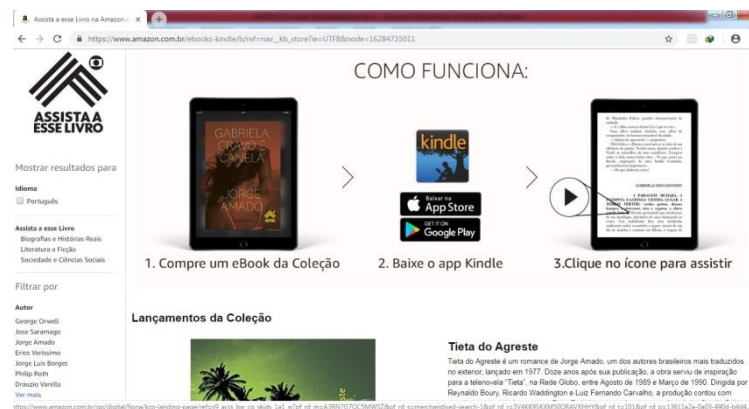 Assista a esse Livro na Amazon
https://www.amazon.com.br/ebooks-kindle/b/ref=nav__kb_store?ie=UTF8&node=16284735011
ASSISTA A
ESSE LIVRO
Mostrar resultados para
Idioma
Português
Assista a esse Livro
Biografias e Histórias Reais
Literatura e Ficção
Sociedade e Ciências Sociais
Filtrar por
Autor
George Orwell
Jose Saramago
Jorge Amado
Erico Verissimo
Jorge Luis Borges
Philip Roth
Drauzio Varella
Ver mais
COMO FUNCIONA:
GABRIELA,
CRAVO E
CANELA
JORGE
AMADO
kindle
Baixar na
App Store
GET IT ON
Google Play
1. Compre um eBook da Coleção
2. Baixe o app Kindle
3.Clique no ícone para assistir
Lançamentos da Coleção
Tieta do Agreste
Tieta do Agreste é um romance de Jorge Amado, um dos autores brasileiros mais traduzidos
no exterior, lançado em 1977. Doze anos após sua publicação, a obra serviu de inspiração
para a telenovela "Tieta", na Rede Globo, entre Agosto de 1989 e Março de 1990. Dirigida por
Reynaldo Boury, Ricardo Waddington e Luiz Fernando Carvalho, a produção contou com